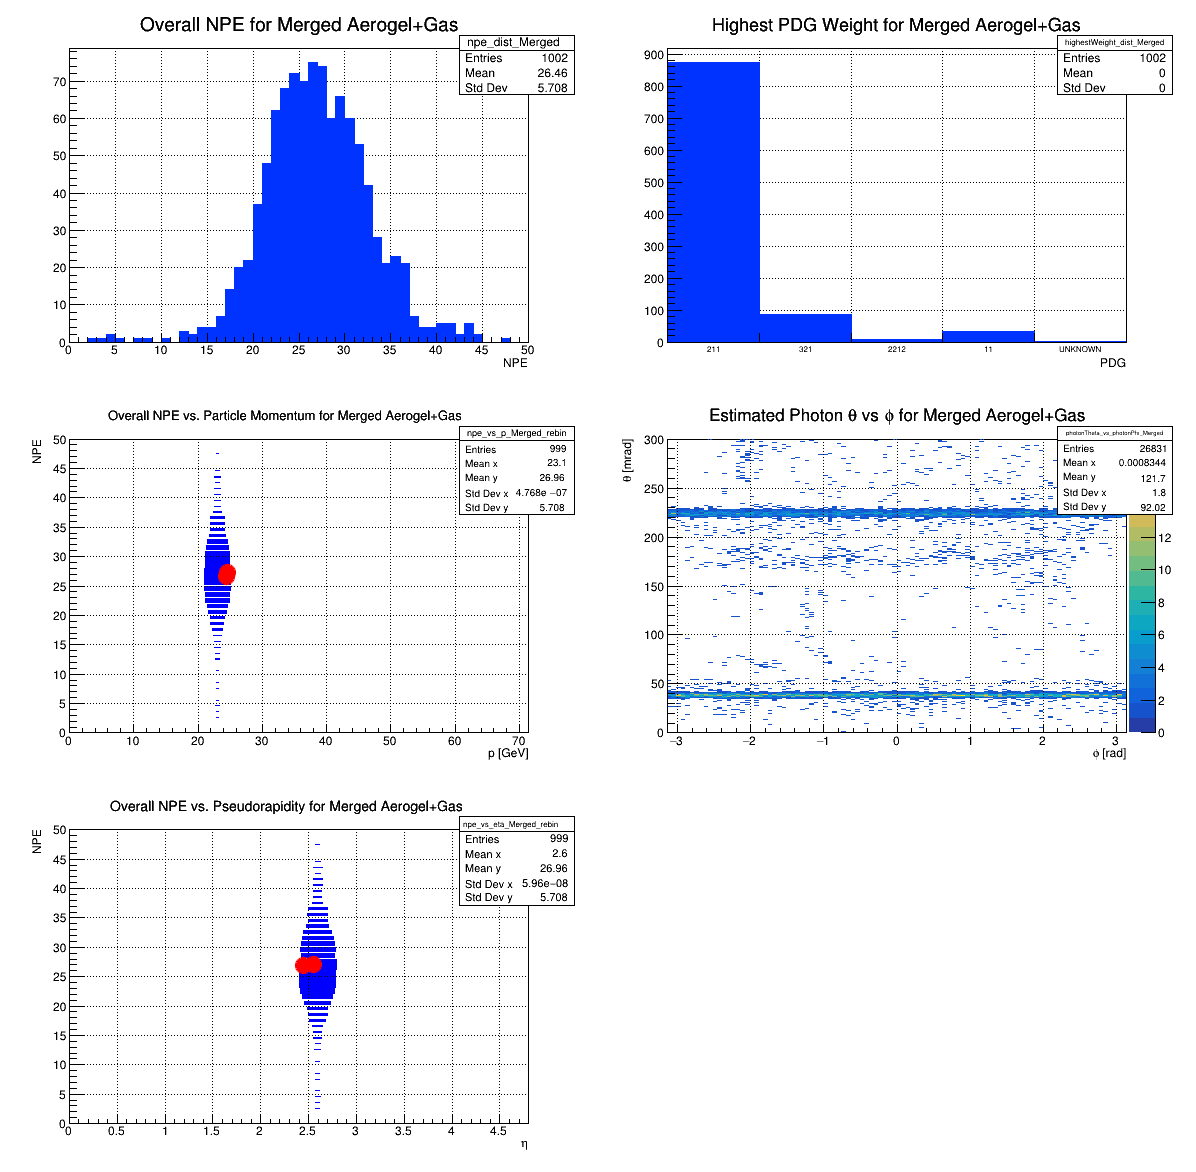 Overall NPE for Merged Aerogel+Gas
npe_dist_Merged
Entries 1002
Mean 26.46
Std Dev 5.708
70
60
50
40
30
20
10
0
0 5 10 15 20 25 30 35 40 45 50
NPE
Highest PDG Weight for Merged Aerogel+Gas
highestWeight_dist_Merged
Entries 1002
Mean 0
Std Dev 0
900
800
700
600
500
400
300
200
100
0
211 321 2212 11 UNKNOWN
PDG
Overall NPE vs. Particle Momentum for Merged Aerogel+Gas
npe_vs_p_Merged_rebin
Entries 999
Mean x 23.1
Mean y 26.96
Std Dev x 4.768e −07
Std Dev y 5.708
NPE
50
45
40
35
30
25
20
15
10
5
0
0 10 20 30 40 50 60 70
p [GeV]
Estimated Photon θ vs ϕ for Merged Aerogel+Gas
photonTheta_vs_photonPhi_Merged
Entries 26831
Mean x 0.0008344
Mean y 121.7
Std Dev x 1.8
Std Dev y 92.02
θ [mrad]
300
250
200
150
100
50
0
−3 −2 −1 0 1 2 3
ϕ [rad]
12
10
8
6
4
2
0
Overall NPE vs. Pseudorapidity for Merged Aerogel+Gas
npe_vs_eta_Merged_rebin
Entries 999
Mean x 2.6
Mean y 26.96
Std Dev x 5.96e−08
Std Dev y 5.708
NPE
50
45
40
35
30
25
20
15
10
5
0
0 0.5 1 1.5 2 2.5 3 3.5 4 4.5
η